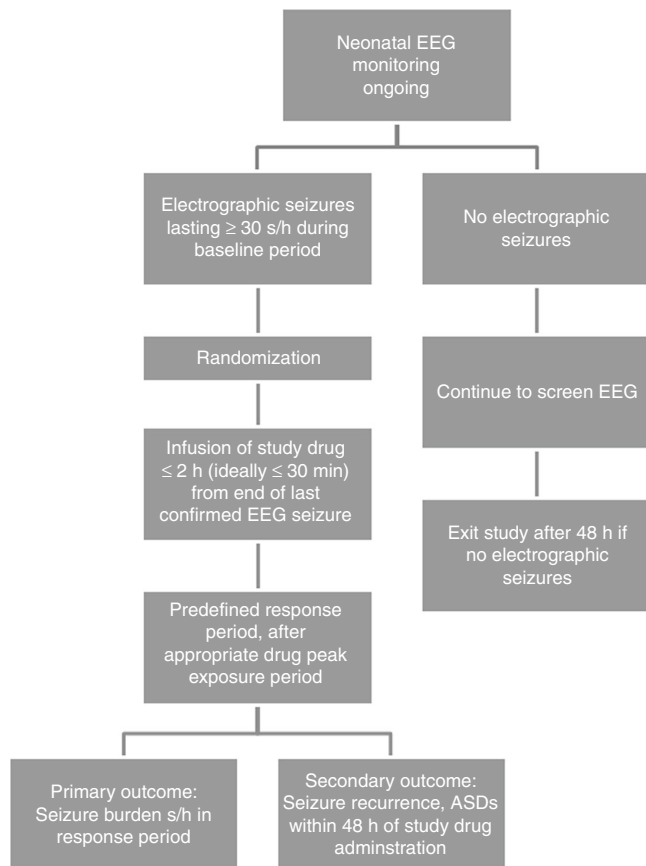 Neonatal EEG
monitoring
ongoing
Electrographic seizures
lasting ≥ 30 s/h during
baseline period
No electrographic
seizures
Randomization
Continue to screen EEG
Infusion of study drug
≤ 2 h (ideally ≤ 30 min)
from end of last
confirmed EEG seizure
Exit study after 48 h if
no electrographic
seizures
Predefined response
period, after
appropriate drug peak
exposure period
Primary outcome:
Seizure burden s/h in
response period
Secondary outcome:
Seizure recurrence, ASDs
within 48 h of study drug
adminstration